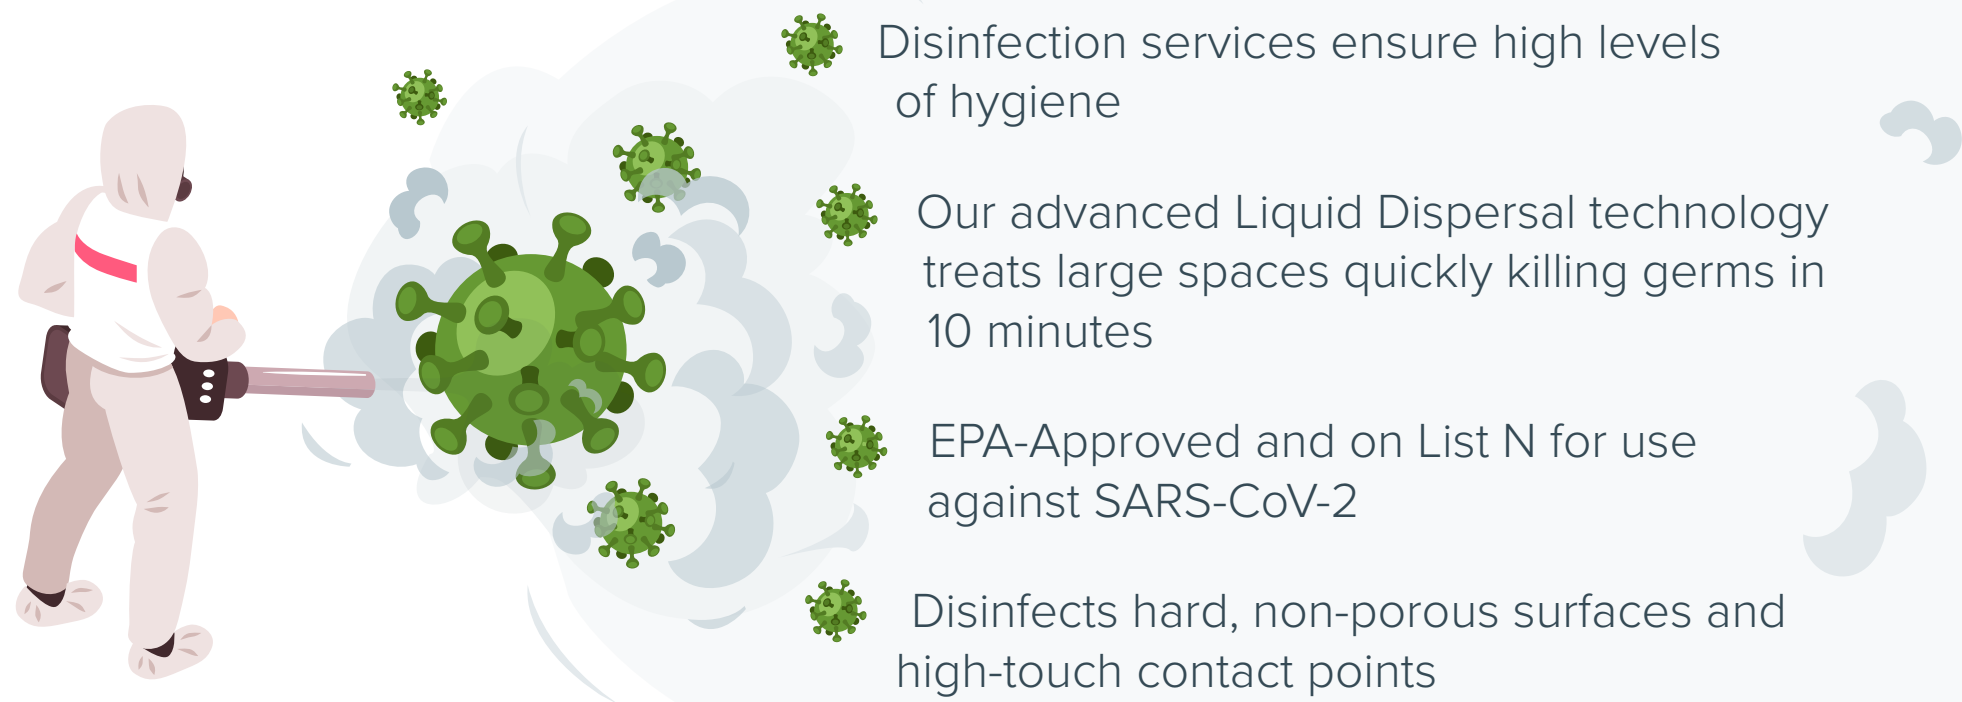 Disinfection services ensure high levels
of hygiene
Our advanced Liquid Dispersal technology
treats large spaces quickly killing germs in
10 minutes
EPA-Approved and on List N for use
against SARS-CoV-2
Disinfects hard, non-porous surfaces and
high-touch contact points